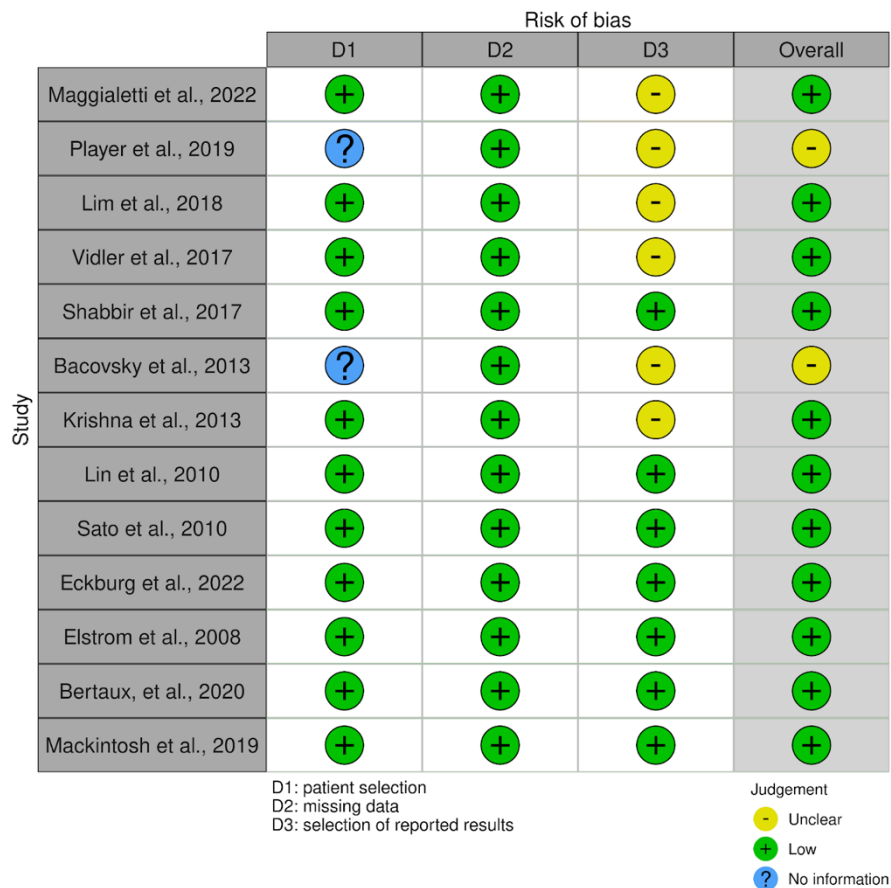 Risk of bias
D1 D2 D3 Overall
Study
Maggialetti et al., 2022 + + - +
Player et al., 2019 ? + - -
Lim et al., 2018 + + - +
Vidler et al., 2017 + + - +
Shabbir et al., 2017 + + + +
Bacovsky et al., 2013 ? + - -
Krishna et al., 2013 + + - +
Lin et al., 2010 + + + +
Sato et al., 2010 + + + +
Eckburg et al., 2022 + + + +
Elstrom et al., 2008 + + + +
Bertaux, et al., 2020 + + + +
Mackintosh et al., 2019 + + + +
D1: patient selection
D2: missing data
D3: selection of reported results
Judgement
- Unclear
+ Low
? No information